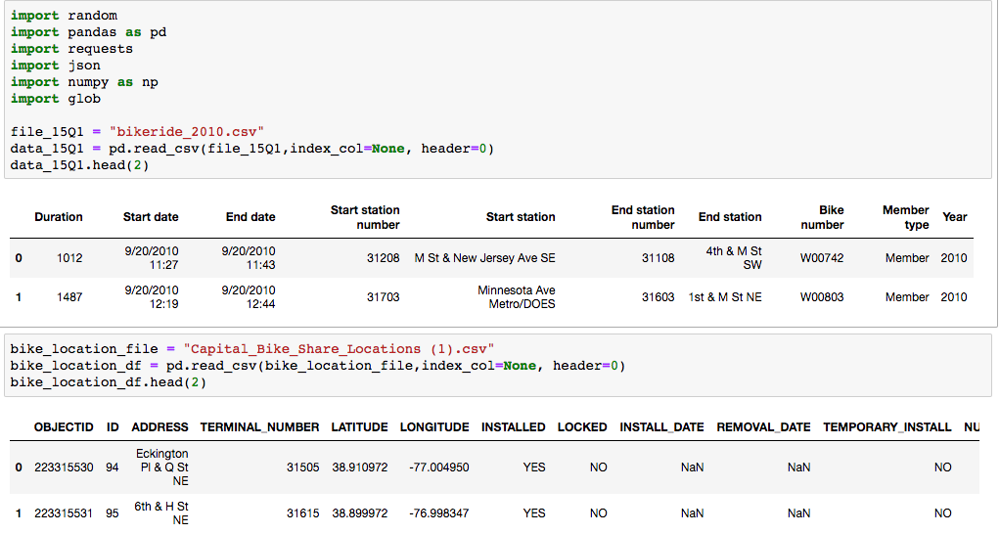 import random
import pandas as pd
import requests
import json
import numpy as np
import glob
file_15Q1 = "bikeride_2010.csv"
data_15Q1 = pd.read_csv(file_15Q1,index_col=None, header=0)
data_15Q1.head(2)
Duration Start date End date Start station number Start station End station number End station Bike number Member type Year
0 1012 9/20/2010 11:27 9/20/2010 11:43 31208 M St & New Jersey Ave SE 31108 4th & M St SW W00742 Member 2010
1 1487 9/20/2010 12:19 9/20/2010 12:44 31703 Minnesota Ave Metro/DOES 31603 1st & M St NE W00803 Member 2010
bike_location_file = "Capital_Bike_Share_Locations (1).csv"
bike_location_df = pd.read_csv(bike_location_file,index_col=None, header=0)
bike_location_df.head(2)
OBJECTID ID ADDRESS TERMINAL_NUMBER LATITUDE LONGITUDE INSTALLED LOCKED INSTALL_DATE REMOVAL_DATE TEMPORARY_INSTALL NU
0 223315530 94 Eckington Pl & Q St NE 31505 38.910972 -77.004950 YES NO NaN NaN NO
1 223315531 95 6th & H St NE 31615 38.899972 -76.998347 YES NO NaN NaN NO